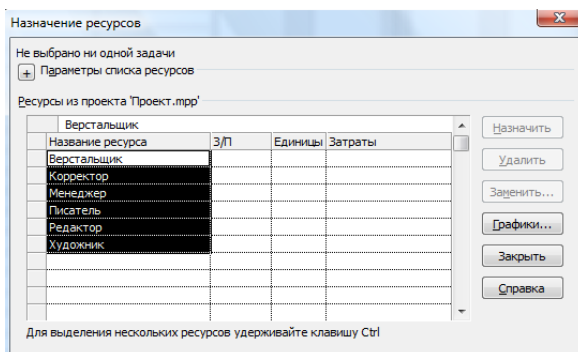 Назначение ресурсов
Не выбрано ни одной задачи
Параметры списка ресурсов
Ресурсы из проекта 'Проект.mpp'
Верстальщик
Назначить
Название ресурса З/П Единицы Затраты
Верстальщик
Удалить
Корректор
Менеджер
Заменить...
Писатель
Редактор
Графики...
Художник
Закрыть
Справка
Для выделения нескольких ресурсов удерживайте клавишу Ctrl